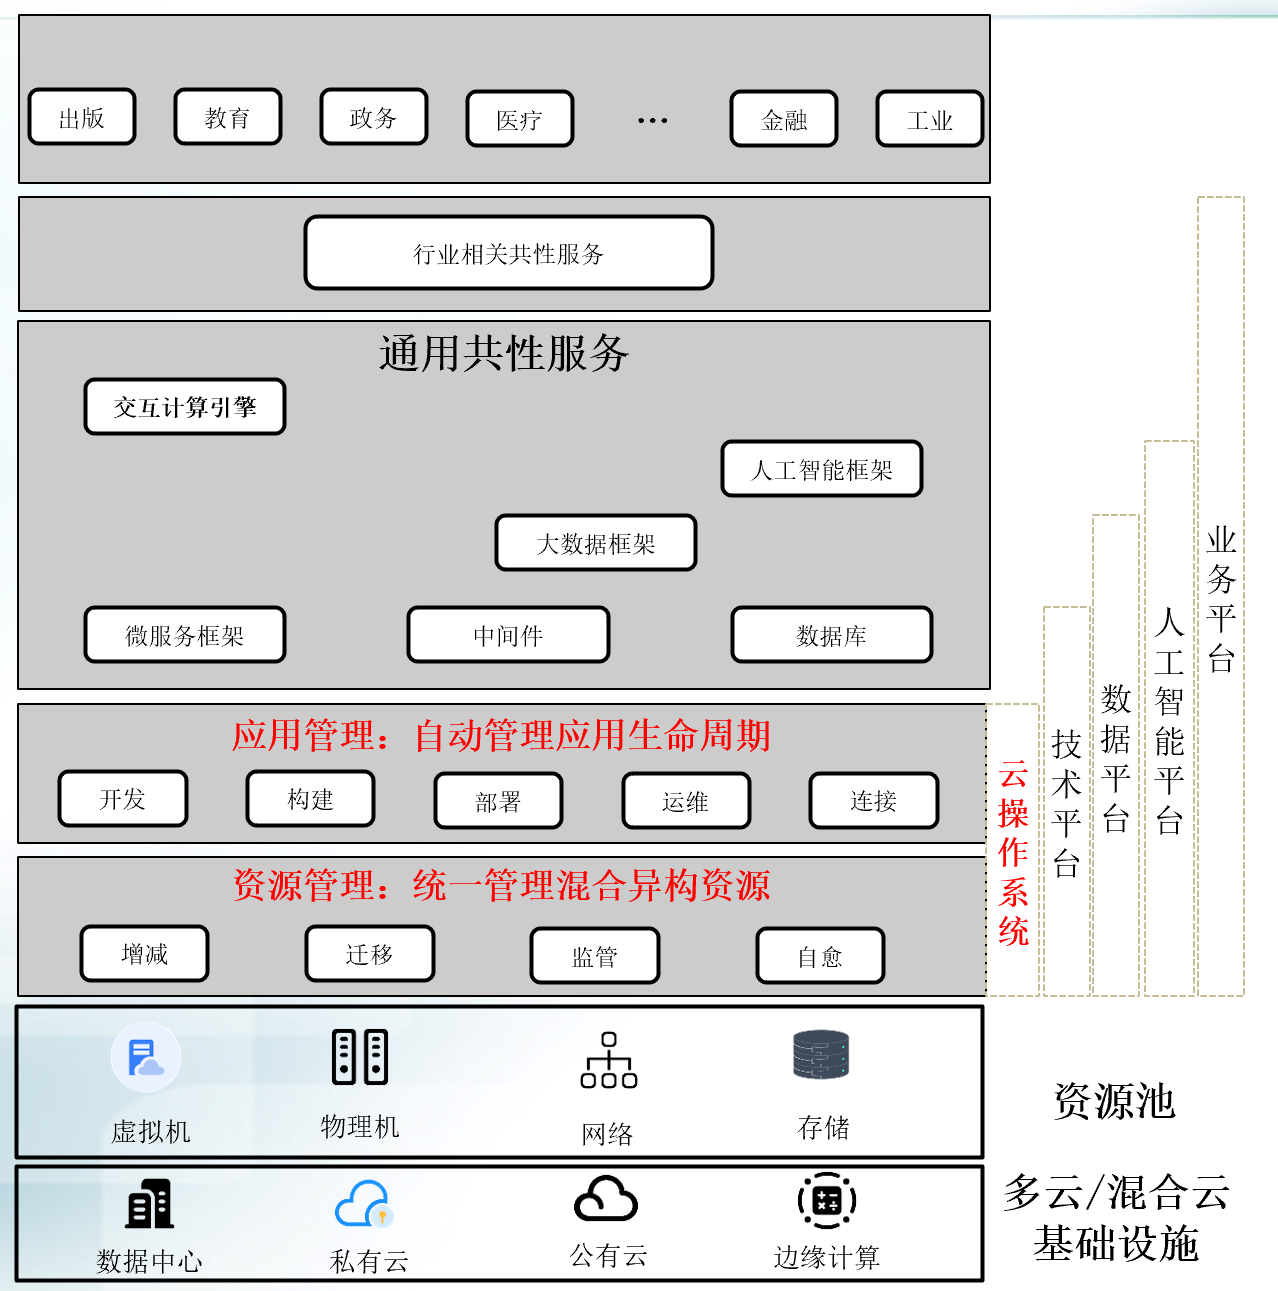 出版
教育
政务
医疗
...
金融
工业
行业相关共性服务
通用共性服务
交互计算引擎
人工智能框架
大数据框架
微服务框架
中间件
数据库
应用管理：自动管理应用生命周期
开发
构建
部署
运维
连接
资源管理：统一管理混合异构资源
增减
迁移
监管
自愈
云操作系统
技术平台
数据平台
人工智能平台
业务平台
虚拟机
物理机
网络
存储
资源池
数据中心
私有云
公有云
边缘计算
多云/混合云
基础设施